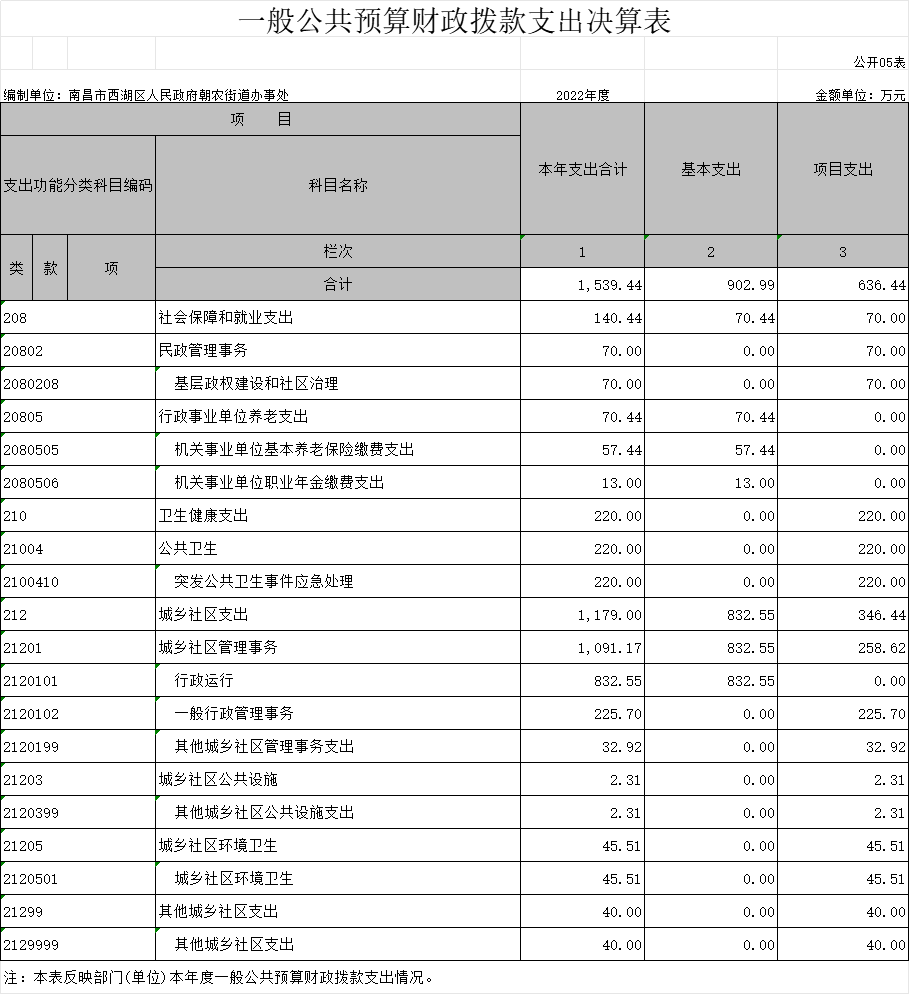 一般公共预算财政拨款支出决算表
公开05表
编制单位：南昌市西湖区人民政府朝农街道办事处 2022年度 金额单位：万元
项 目 本年支出合计 基本支出 项目支出
支出功能分类科目编码 科目名称
类 款 项 栏次 1 2 3
合计 1,539.44 902.99 636.44
208 社会保障和就业支出 140.44 70.44 70.00
20802 民政管理事务 70.00 0.00 70.00
2080208 基层政权建设和社区治理 70.00 0.00 70.00
20805 行政事业单位养老支出 70.44 70.44 0.00
2080505 机关事业单位基本养老保险缴费支出 57.44 57.44 0.00
2080506 机关事业单位职业年金缴费支出 13.00 13.00 0.00
210 卫生健康支出 220.00 0.00 220.00
21004 公共卫生 220.00 0.00 220.00
2100410 突发公共卫生事件应急处理 220.00 0.00 220.00
212 城乡社区支出 1,179.00 832.55 346.44
21201 城乡社区管理事务 1,091.17 832.55 258.62
2120101 行政运行 832.55 832.55 0.00
2120102 一般行政管理事务 225.70 0.00 225.70
2120199 其他城乡社区管理事务支出 32.92 0.00 32.92
21203 城乡社区公共设施 2.31 0.00 2.31
2120399 其他城乡社区公共设施支出 2.31 0.00 2.31
21205 城乡社区环境卫生 45.51 0.00 45.51
2120501 城乡社区环境卫生 45.51 0.00 45.51
21299 其他城乡社区支出 40.00 0.00 40.00
2129999 其他城乡社区支出 40.00 0.00 40.00
注：本表反映部门(单位)本年度一般公共预算财政拨款支出情况。